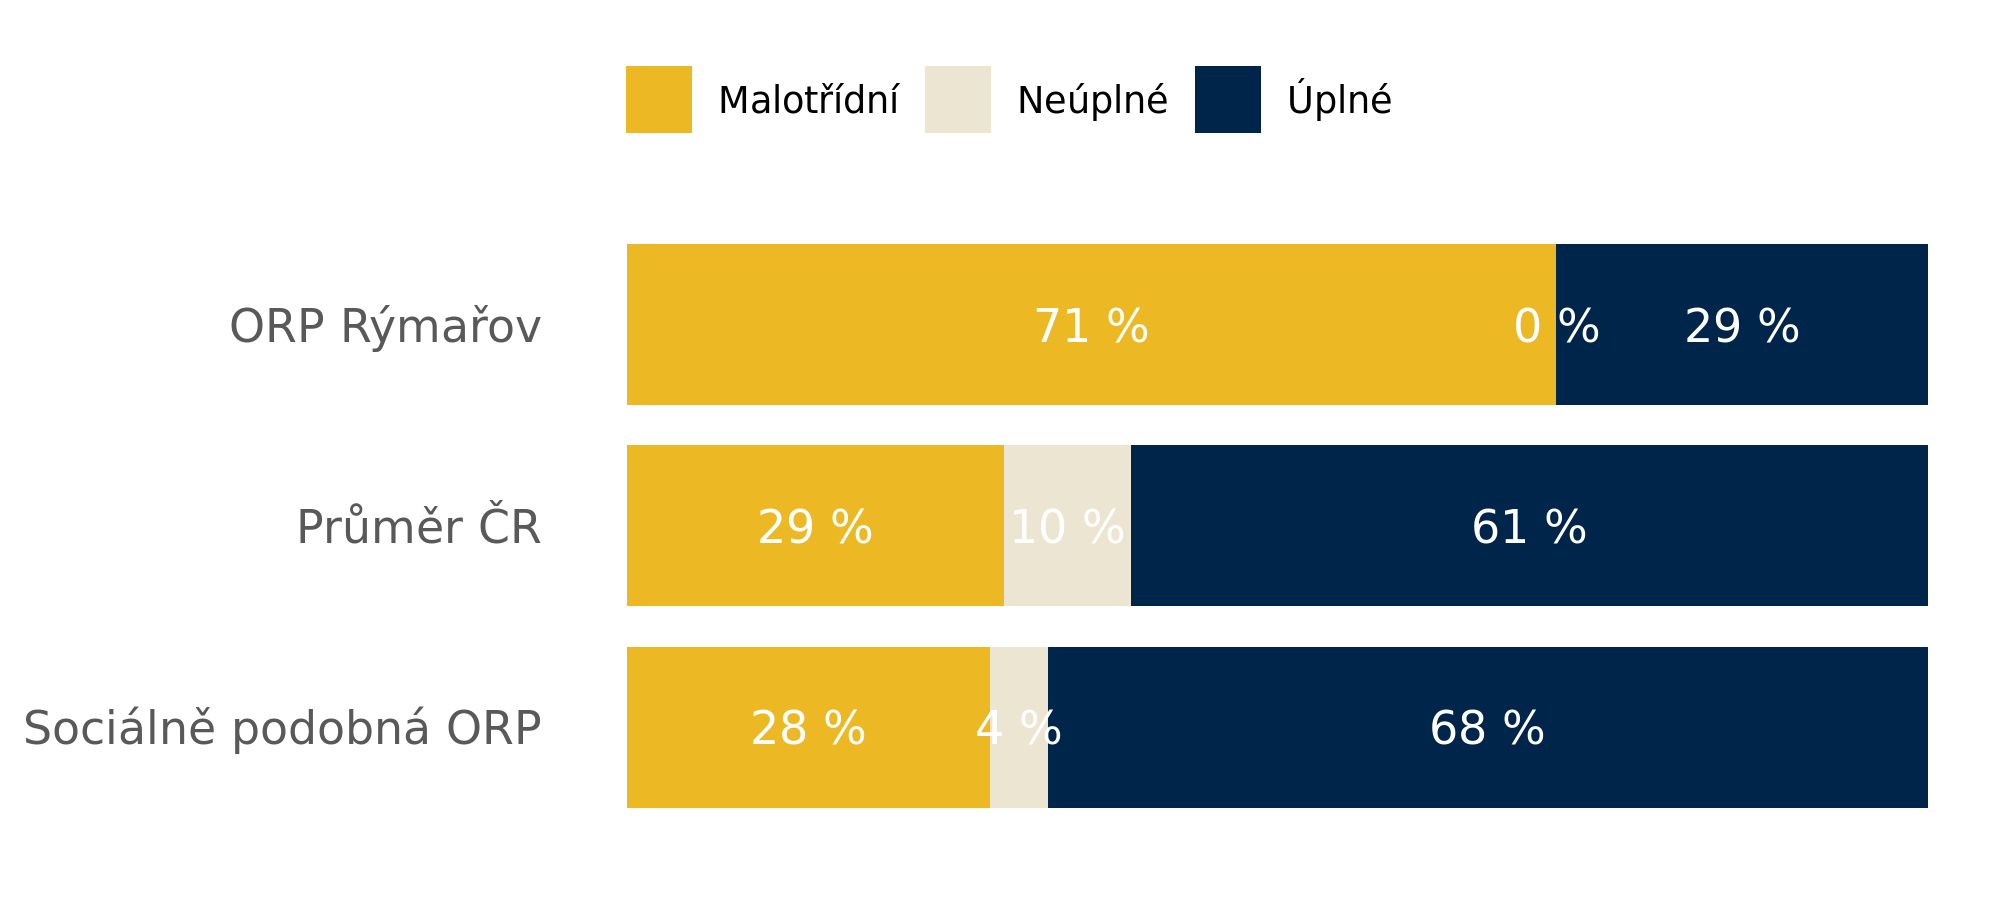 Malotřídní Neúplné Úplné
ORP Rýmařov 71 % 0 % 29 %
Průměr ČR 29 % 10 % 61 %
Sociálně podobná ORP 28 % 4 % 68 %